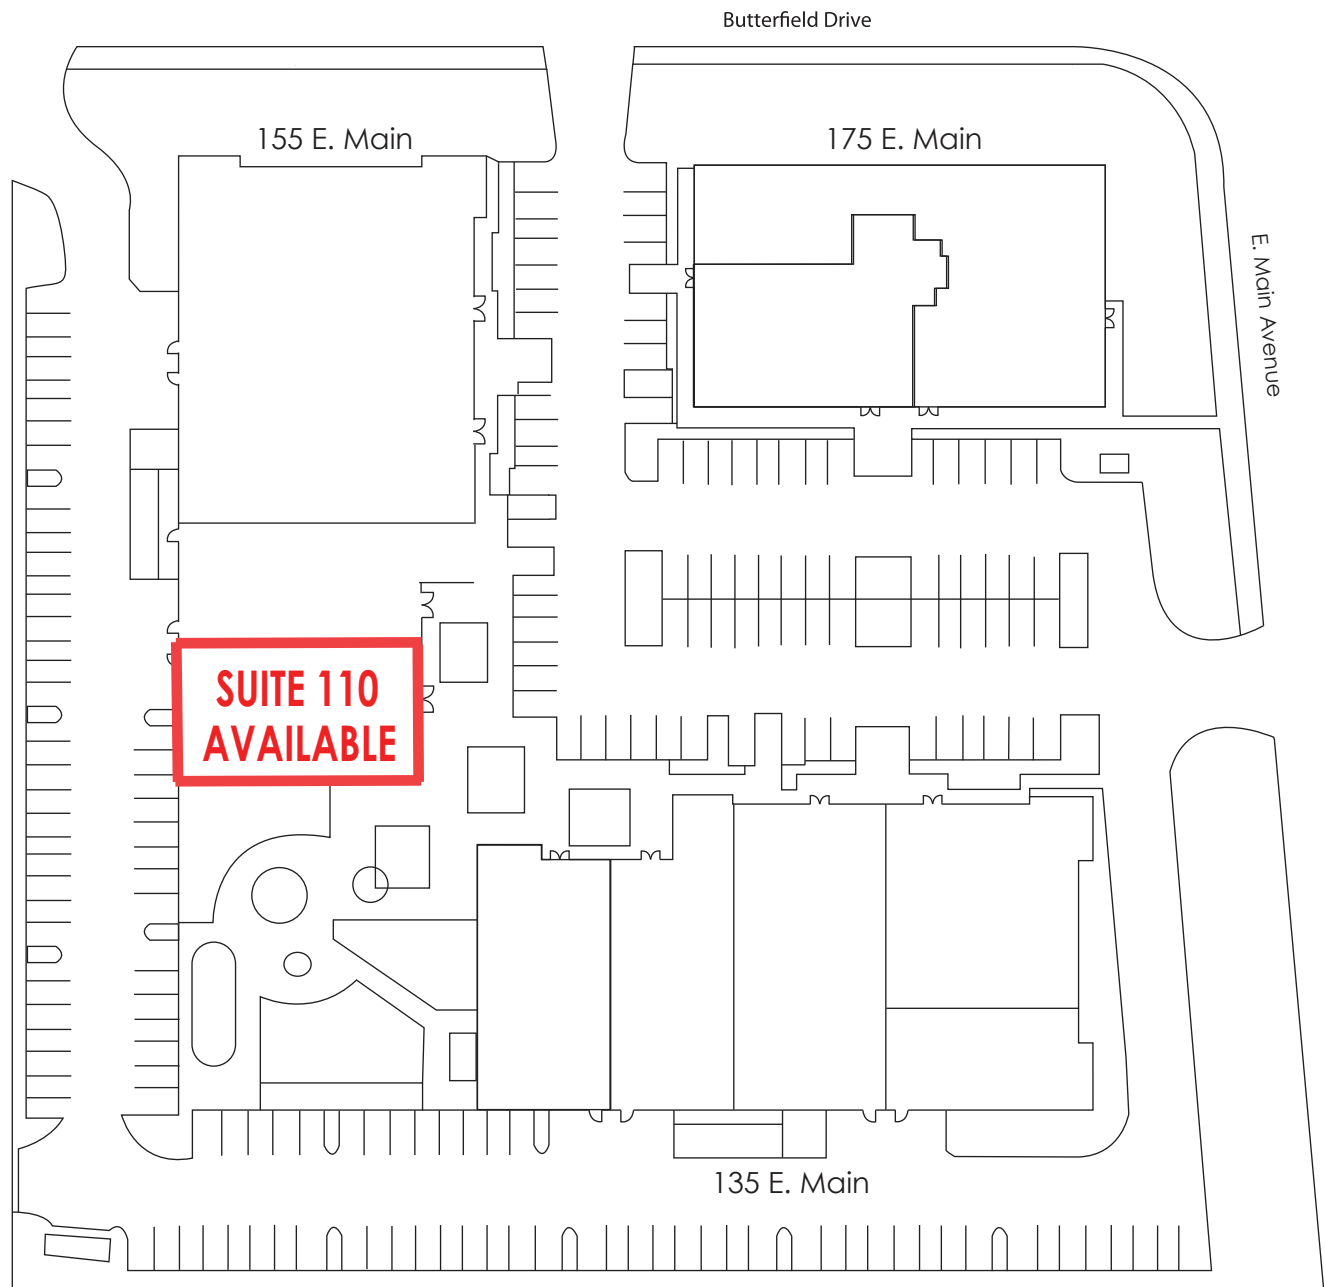 Butterfield Drive
155 E. Main
175 E. Main
E. Main Avenue
SUITE 110
AVAILABLE
135 E. Main